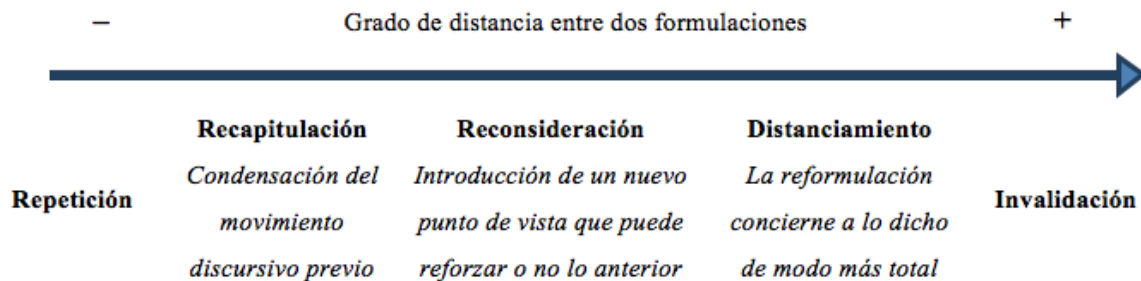 – Grado de distancia entre dos formulaciones +
Recapitulación Reconsideración Distanciamiento
Condensación del Introducción de un nuevo La reformulación
Repetición movimiento punto de vista que puede concierne a lo dicho Invalidación
discursivo previo reforzar o no lo anterior de modo más total